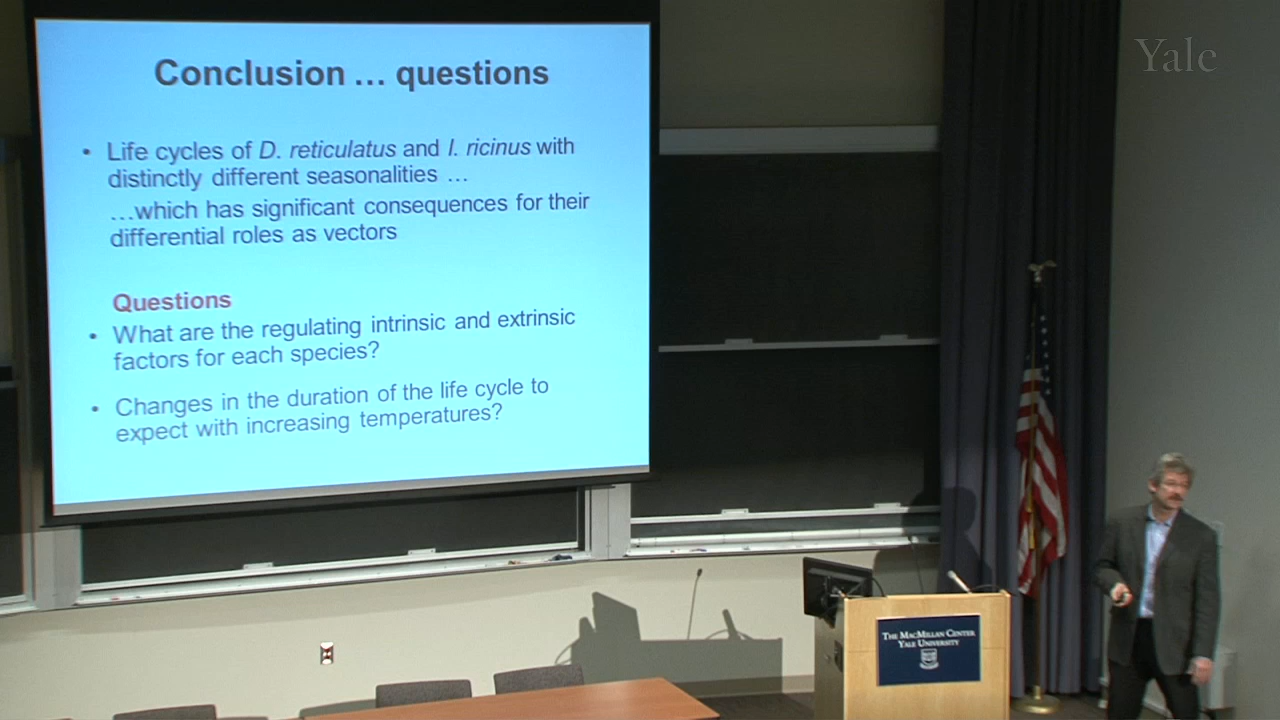 Conclusion … questions
• Life cycles of D. reticulatus and I. ricinus with
distinctly different seasonalities …
…which has significant consequences for their
differential roles as vectors
Questions
• What are the regulating intrinsic and extrinsic
factors for each species?
• Changes in the duration of the life cycle to
expect with increasing temperatures?
Yale
THE MACMILLAN CENTER
YALE UNIVERSITY